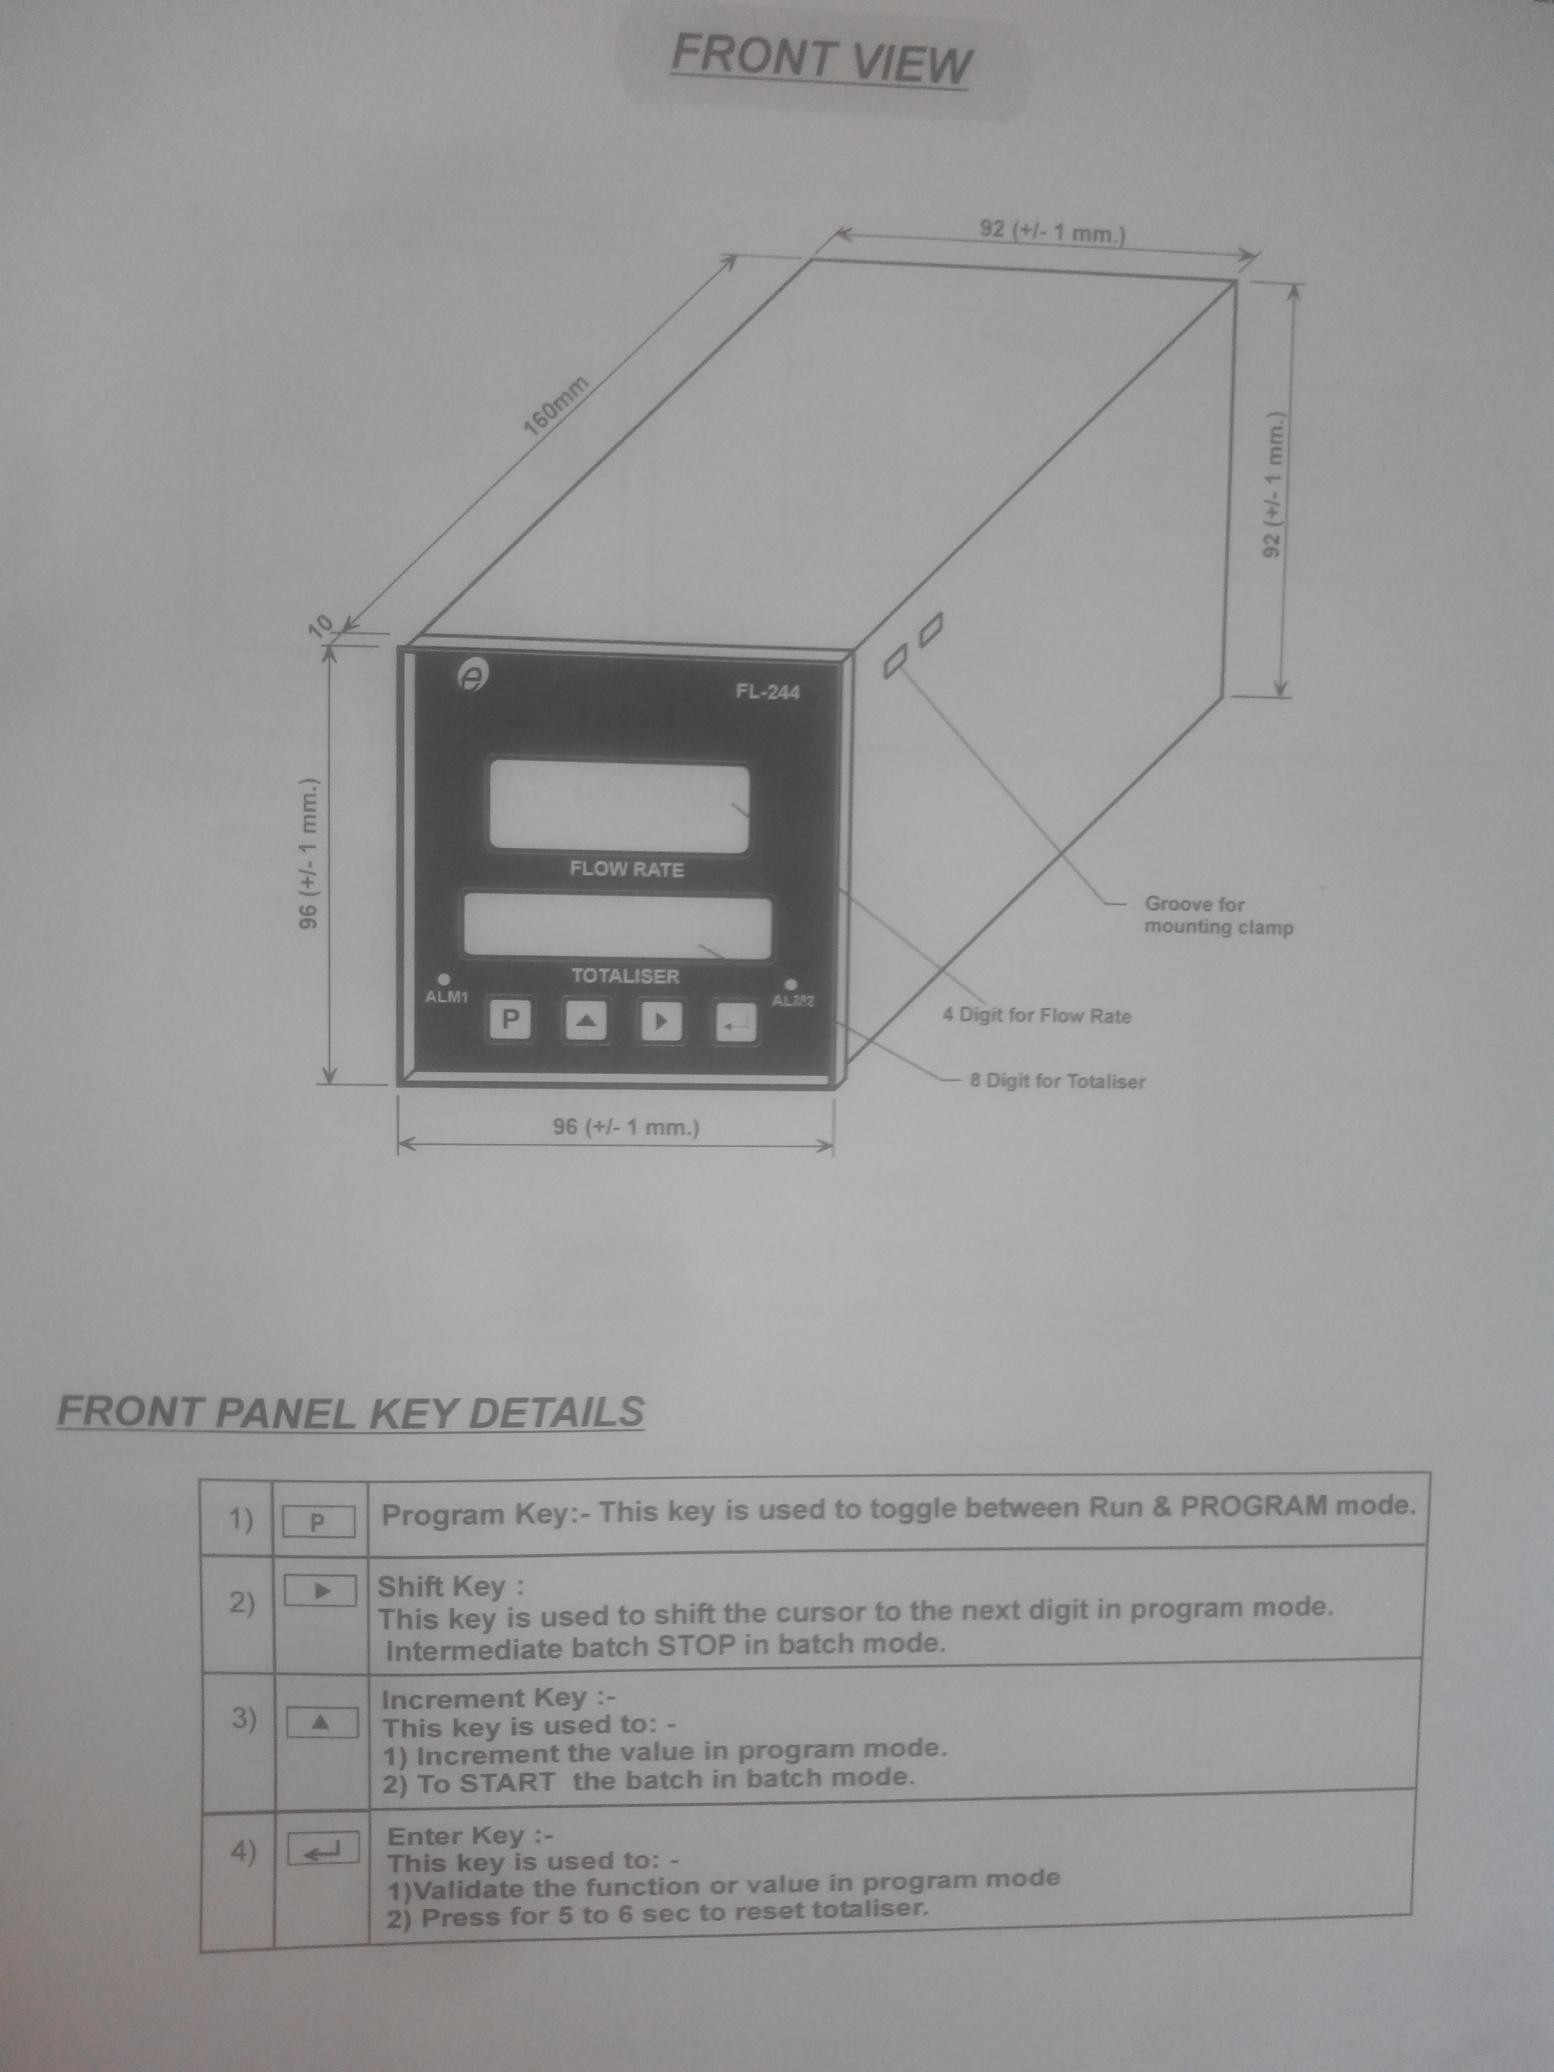 FRONT VIEW
92 (+/- 1 mm.)
160mm
92 (+/- 1 mm.)
10
e
FL-244
96 (+/- 1 mm.)
FLOW RATE
Groove for
mounting clamp
TOTALISER
ALM1
ALM2
P
4 Digit for Flow Rate
8 Digit for Totaliser
96 (+/- 1 mm.)
FRONT PANEL KEY DETAILS
1) P Program Key:- This key is used to toggle between Run & PROGRAM mode.
2) ▶ Shift Key :
This key is used to shift the cursor to the next digit in program mode.
Intermediate batch STOP in batch mode.
3) ▲ Increment Key :-
This key is used to: -
1) Increment the value in program mode.
2) To START the batch in batch mode.
4) ↵ Enter Key :-
This key is used to: -
1)Validate the function or value in program mode
2) Press for 5 to 6 sec to reset totaliser.